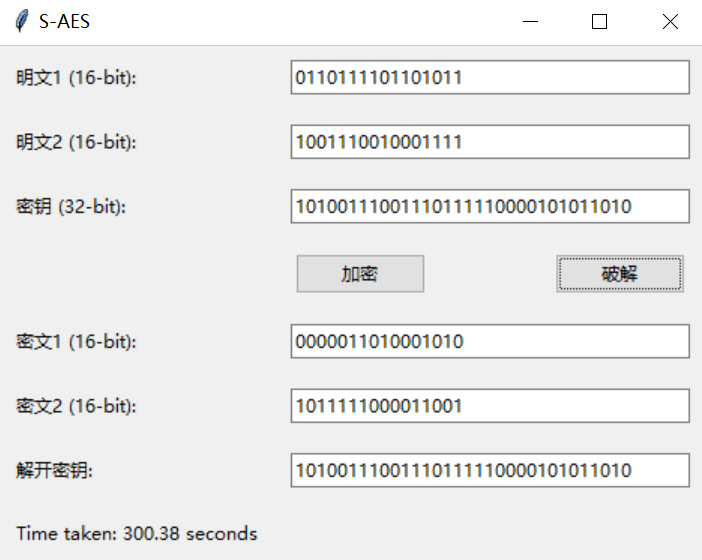 S-AES
明文1 (16-bit): 0110111101101011
明文2 (16-bit): 1001110010001111
密钥 (32-bit): 10100111001110111110000101011010
加密 破解
密文1 (16-bit): 0000011010001010
密文2 (16-bit): 1011111000011001
解开密钥: 10100111001110111110000101011010
Time taken: 300.38 seconds